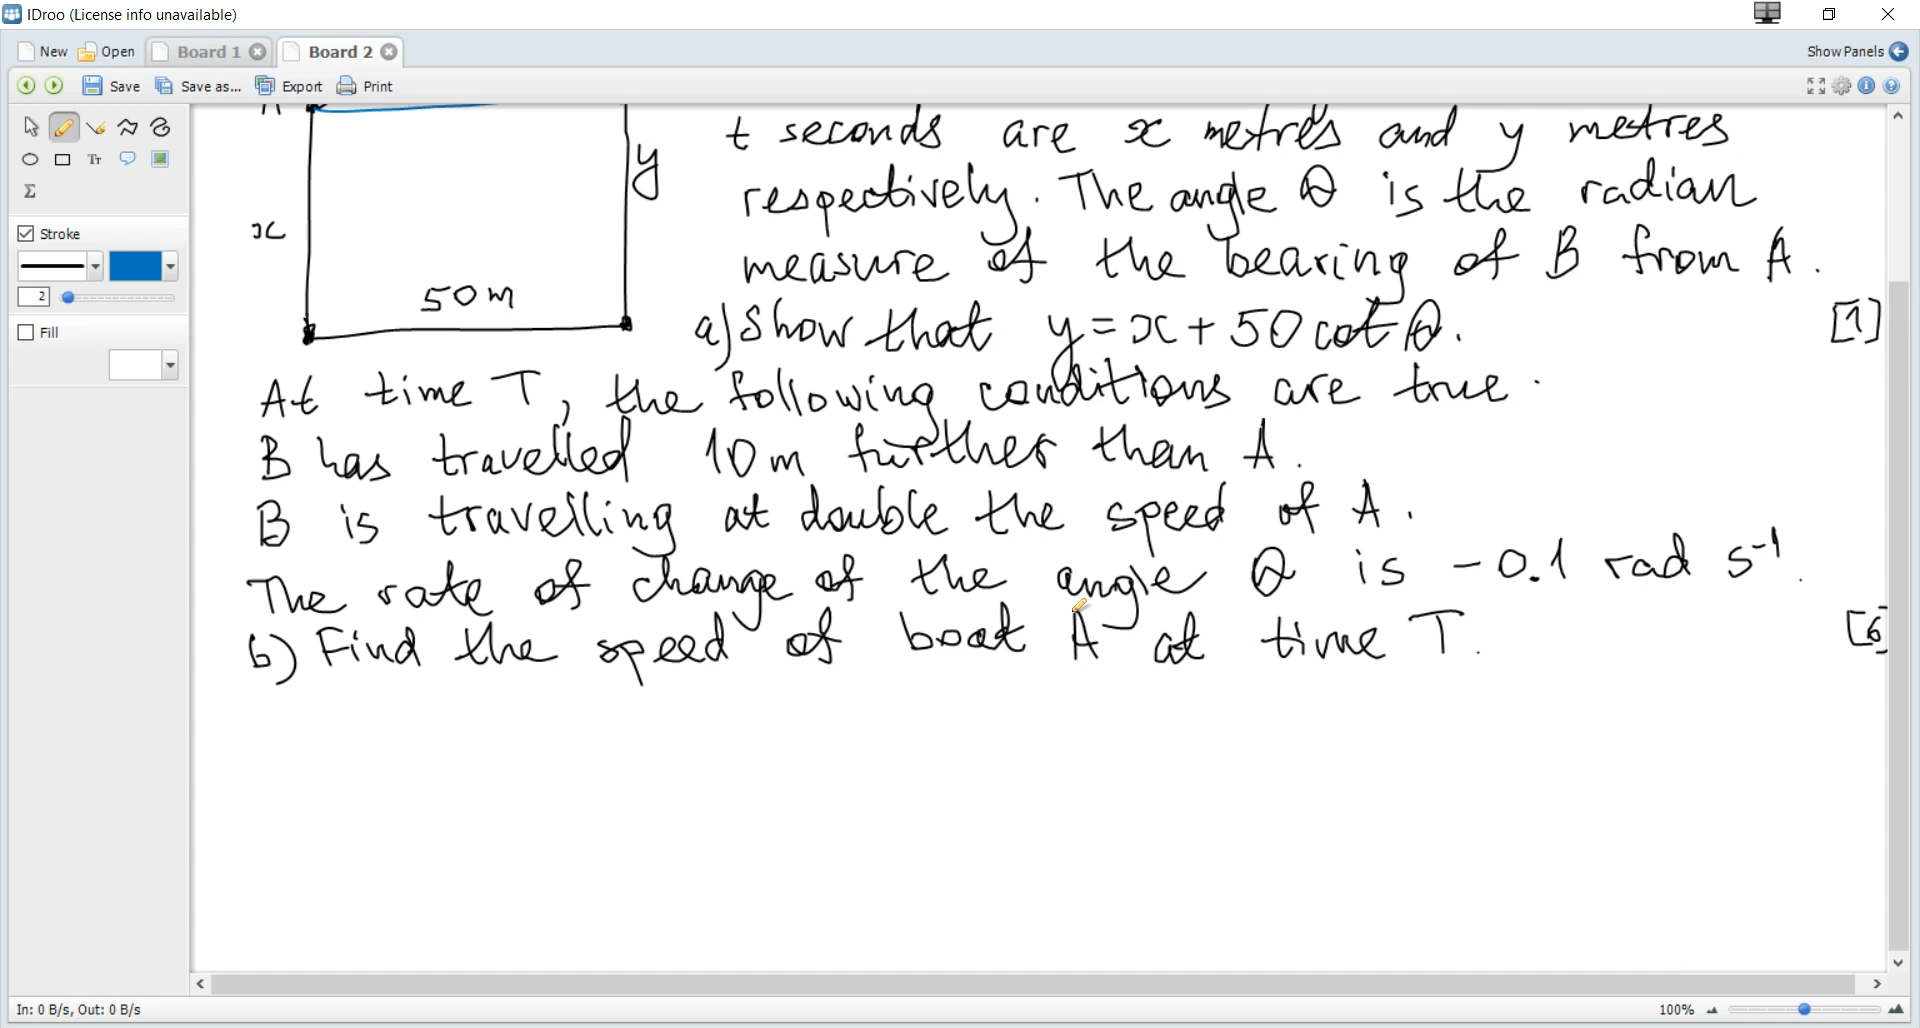 IDroo (License info unavailable)
New Open Board 1 Board 2 Show Panels
Save Save as... Export Print
t seconds are x metres and y metres
y
respectively. The angle θ is the radian
x
measure of the bearing of B from A.
50 m
a) Show that y = x + 50 cot θ. [1]
At time T, the following conditions are true.
B has travelled 10 m further than A.
B is travelling at double the speed of A.
The rate of change of the angle θ is -0.1 rad s⁻¹.
b) Find the speed of boat A at time T. [6]
Tr
Σ
Stroke
2
Fill
In: 0 B/s, Out: 0 B/s 100%